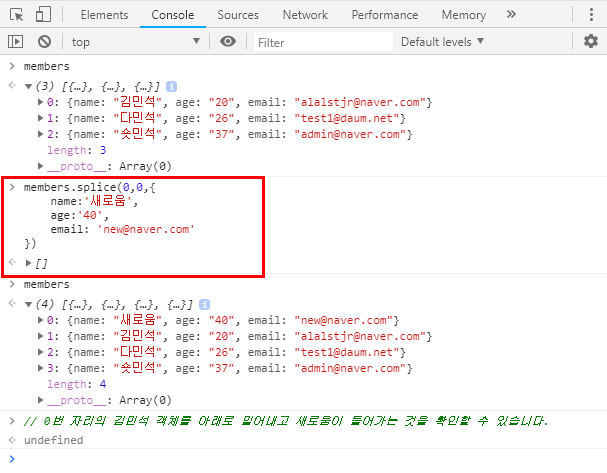 Elements Console Sources Network Performance Memory »
top ▼ Filter Default levels ▼
> members
<· ▼ (3) [{…}, {…}, {…}] i
▶ 0: {name: "김민석", age: "20", email: "alalstjr@naver.com"}
▶ 1: {name: "다민석", age: "26", email: "test1@daum.net"}
▶ 2: {name: "숏민석", age: "37", email: "admin@naver.com"}
length: 3
▶ __proto__: Array(0)
> members.splice(0,0,{
name:'새로움',
age:'40',
email: 'new@naver.com'
})
<· ▶ []
> members
<· ▼ (4) [{…}, {…}, {…}, {…}] i
▶ 0: {name: "새로움", age: "40", email: "new@naver.com"}
▶ 1: {name: "김민석", age: "20", email: "alalstjr@naver.com"}
▶ 2: {name: "다민석", age: "26", email: "test1@daum.net"}
▶ 3: {name: "숏민석", age: "37", email: "admin@naver.com"}
length: 4
▶ __proto__: Array(0)
> // 0번 자리의 김민석 객체를 아래로 밀어내고 새로움이 들어가는 것을 확인할 수 있습니다.
<· undefined
>